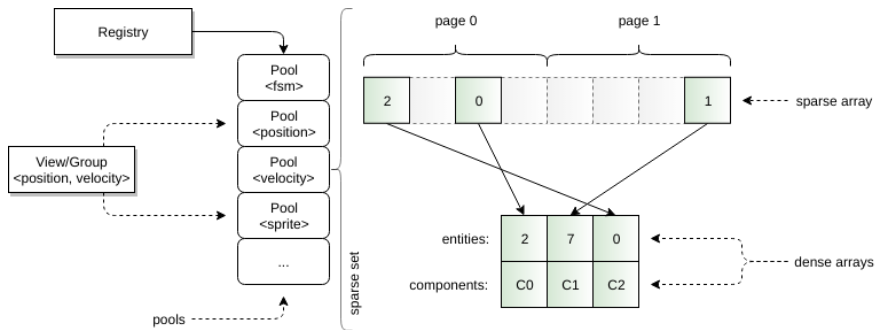 Registry
Pool
<fsm>
Pool
<position>
Pool
<velocity>
Pool
<sprite>
...
View/Group
<position, velocity>
pools
sparse set
page 0
page 1
2
0
1
sparse array
entities:
2
7
0
components:
C0
C1
C2
dense arrays